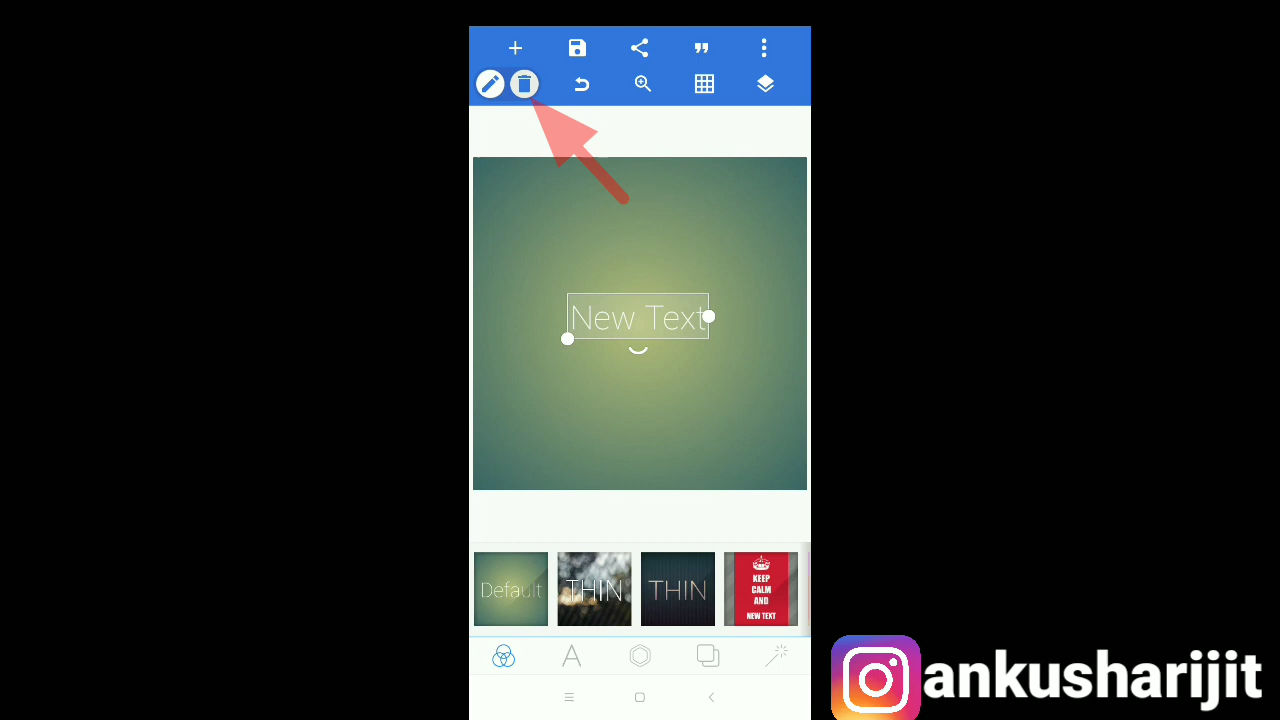 New Text
Default
THIN
THIN
KEEP
CALM
AND
NEW TEXT
ankusharijit